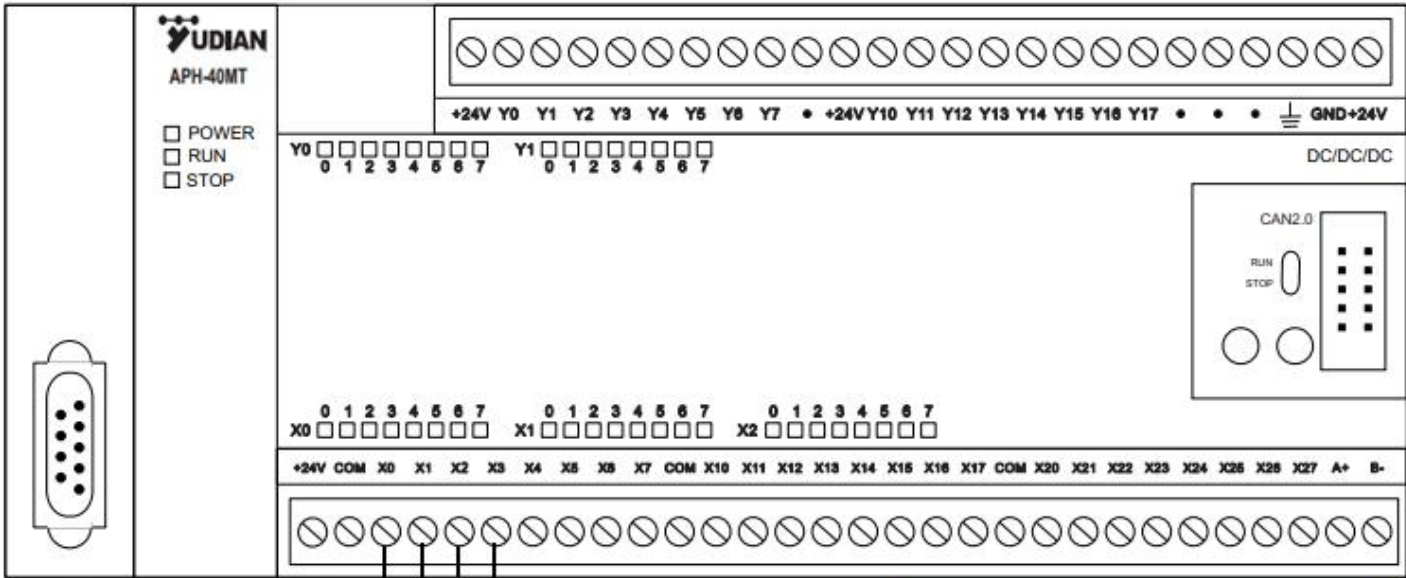 YUDIAN
APH-40MT
POWER
RUN
STOP
+24V Y0 Y1 Y2 Y3 Y4 Y5 Y6 Y7 • +24V Y10 Y11 Y12 Y13 Y14 Y15 Y16 Y17 • • • GND +24V
DC/DC/DC
Y0
0 1 2 3 4 5 6 7
Y1
0 1 2 3 4 5 6 7
CAN2.0
RUN
STOP
0 1 2 3 4 5 6 7
X0
0 1 2 3 4 5 6 7
X1
0 1 2 3 4 5 6 7
X2
+24V COM X0 X1 X2 X3 X4 X5 X6 X7 COM X10 X11 X12 X13 X14 X15 X16 X17 COM X20 X21 X22 X23 X24 X25 X26 X27 A+ B-